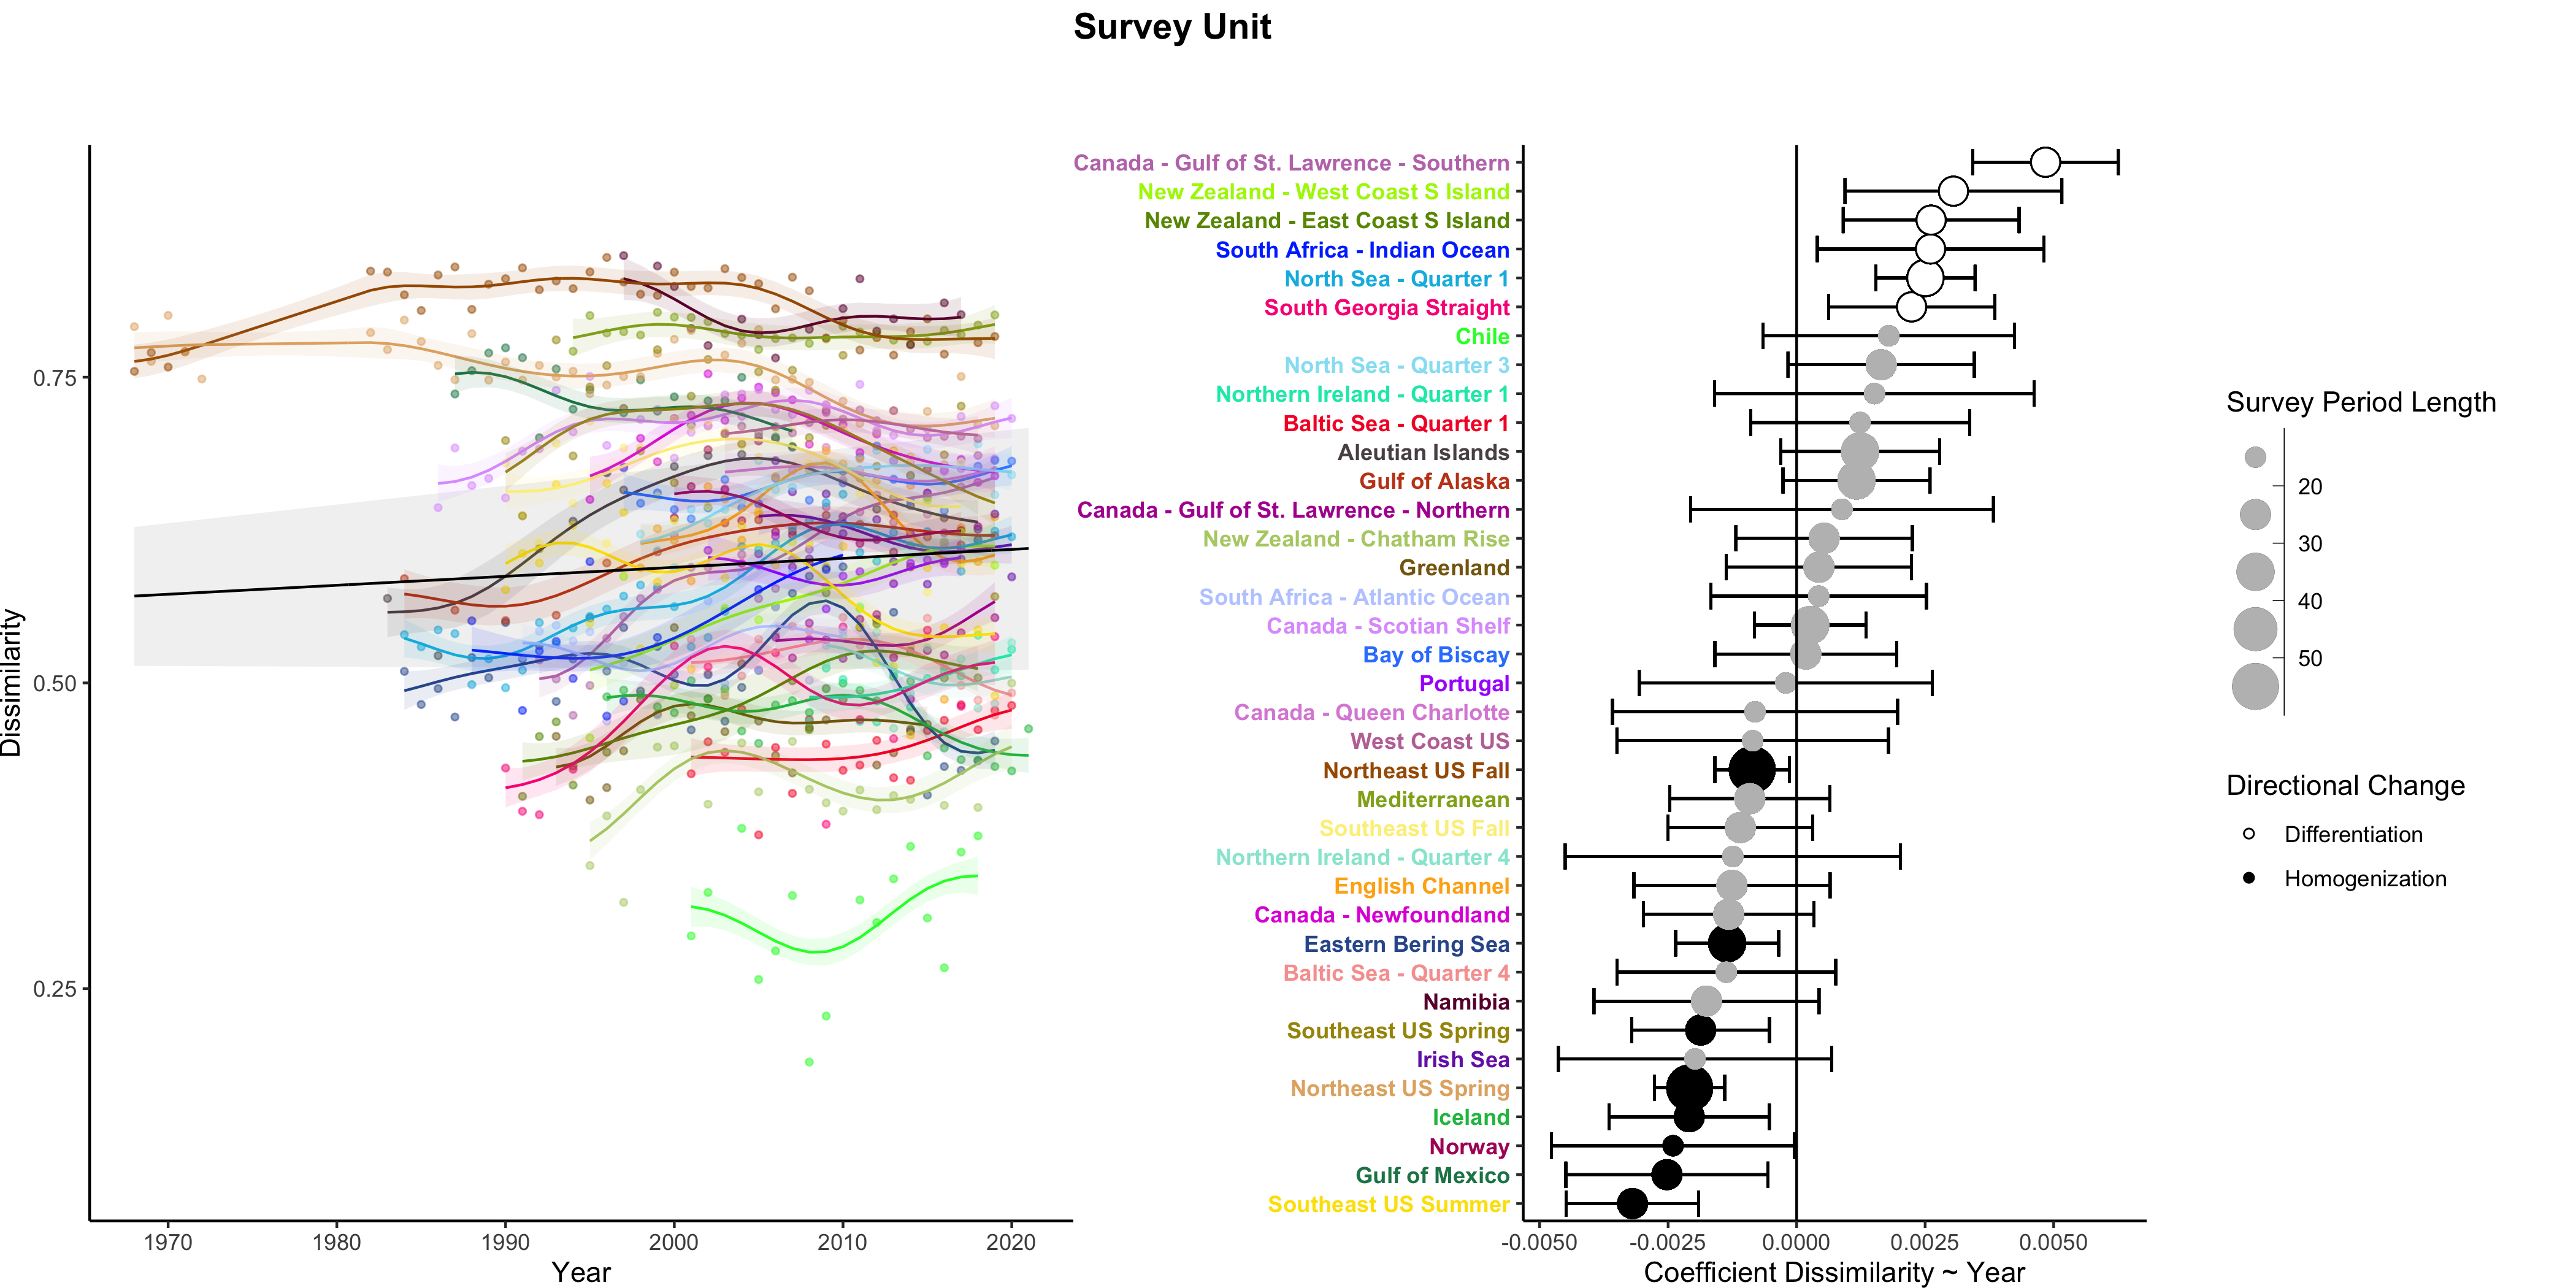 Survey Unit
Dissimilarity
0.75
0.50
0.25
1970
1980
1990
2000
2010
2020
Year
Canada - Gulf of St. Lawrence - Southern
New Zealand - West Coast S Island
New Zealand - East Coast S Island
South Africa - Indian Ocean
North Sea - Quarter 1
South Georgia Straight
Chile
North Sea - Quarter 3
Northern Ireland - Quarter 1
Baltic Sea - Quarter 1
Aleutian Islands
Gulf of Alaska
Canada - Gulf of St. Lawrence - Northern
New Zealand - Chatham Rise
Greenland
South Africa - Atlantic Ocean
Canada - Scotian Shelf
Bay of Biscay
Portugal
Canada - Queen Charlotte
West Coast US
Northeast US Fall
Mediterranean
Southeast US Fall
Northern Ireland - Quarter 4
English Channel
Canada - Newfoundland
Eastern Bering Sea
Baltic Sea - Quarter 4
Namibia
Southeast US Spring
Irish Sea
Northeast US Spring
Iceland
Norway
Gulf of Mexico
Southeast US Summer
-0.0050
-0.0025
0.0000
0.0025
0.0050
Coefficient Dissimilarity ~ Year
Survey Period Length
20
30
40
50
Directional Change
Differentiation
Homogenization